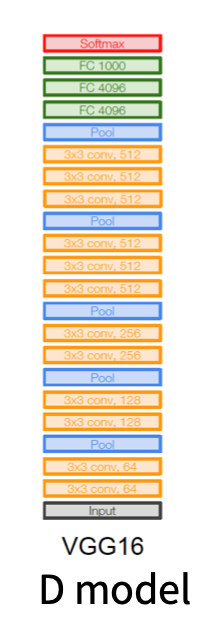 Softmax
FC 1000
FC 4096
FC 4096
Pool
3x3 conv, 512
3x3 conv, 512
3x3 conv, 512
Pool
3x3 conv, 512
3x3 conv, 512
3x3 conv, 512
Pool
3x3 conv, 256
3x3 conv, 256
Pool
3x3 conv, 128
3x3 conv, 128
Pool
3x3 conv, 64
3x3 conv, 64
Input
VGG16
D model